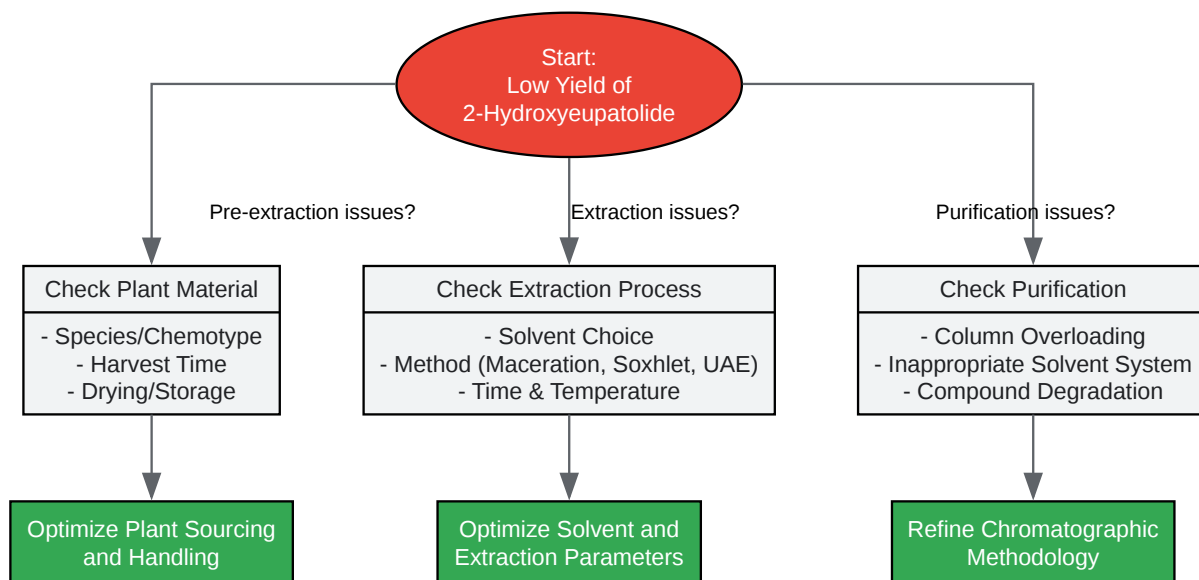 Start:
Low Yield of
2-Hydroxyeupatolide
Pre-extraction issues?
Extraction issues?
Purification issues?
Check Plant Material
- Species/Chemotype
- Harvest Time
- Drying/Storage
Check Extraction Process
- Solvent Choice
- Method (Maceration, Soxhlet, UAE)
- Time & Temperature
Check Purification
- Column Overloading
- Inappropriate Solvent System
- Compound Degradation
Optimize Plant Sourcing
and Handling
Optimize Solvent and
Extraction Parameters
Refine Chromatographic
Methodology